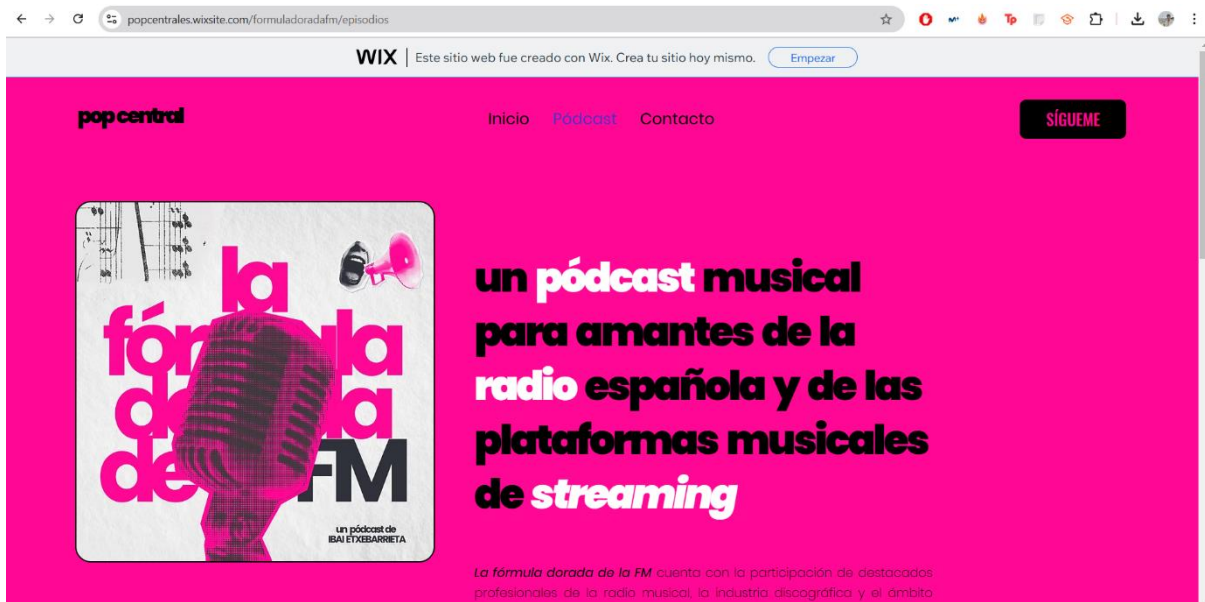 popcentrales.wixsite.com/formuladoradafm/episodios
WIX | Este sitio web fue creado con Wix. Crea tu sitio hoy mismo. Empezar
pop central
Inicio Pódcast Contacto
SÍGUEME
la
fórmula
dorada
de la FM
un pódcast de
IBAI ETXEBARRIETA
un pódcast musical
para amantes de la
radio española y de las
plataformas musicales
de streaming
La fórmula dorada de la FM cuenta con la participación de destacados
profesionales de la radio musical, la industria discográfica y el ámbito